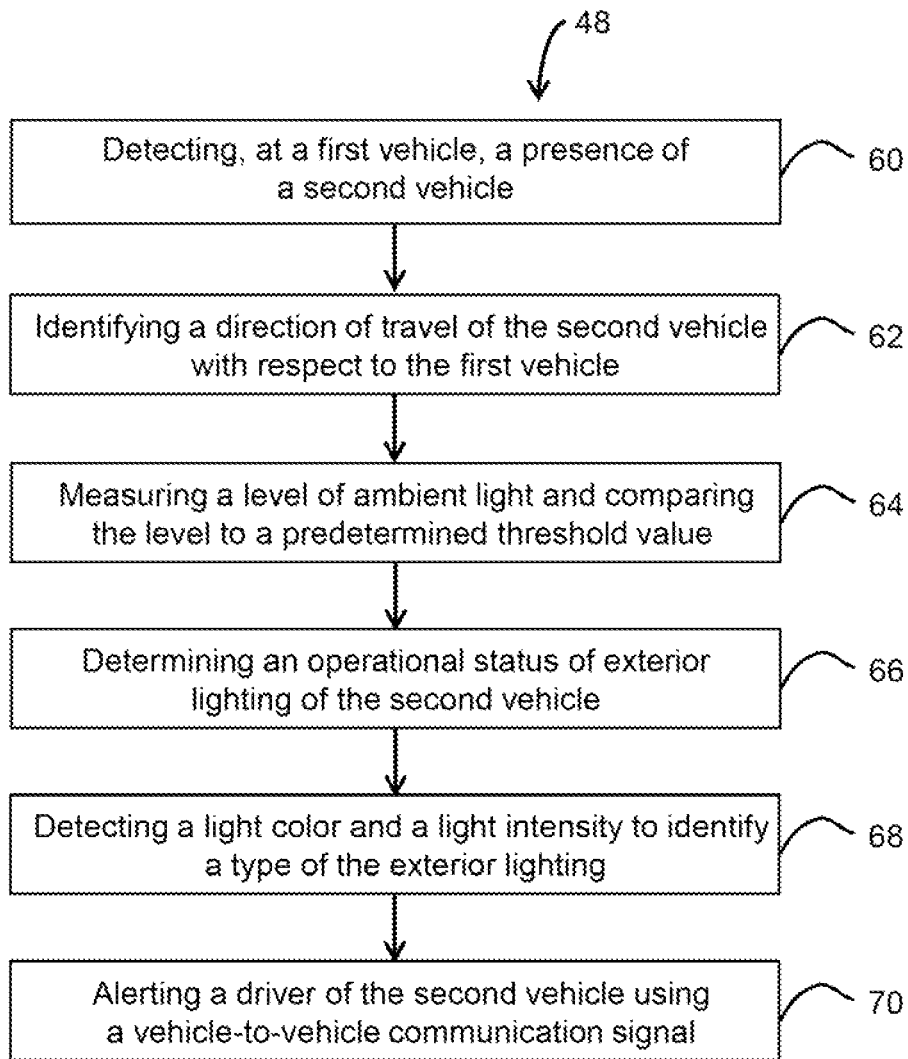 48
Detecting, at a first vehicle, a presence of
a second vehicle
60
Identifying a direction of travel of the second vehicle
with respect to the first vehicle
62
Measuring a level of ambient light and comparing
the level to a predetermined threshold value
64
Determining an operational status of exterior
lighting of the second vehicle
66
Detecting a light color and a light intensity to identify
a type of the exterior lighting
68
Alerting a driver of the second vehicle using
a vehicle-to-vehicle communication signal
70